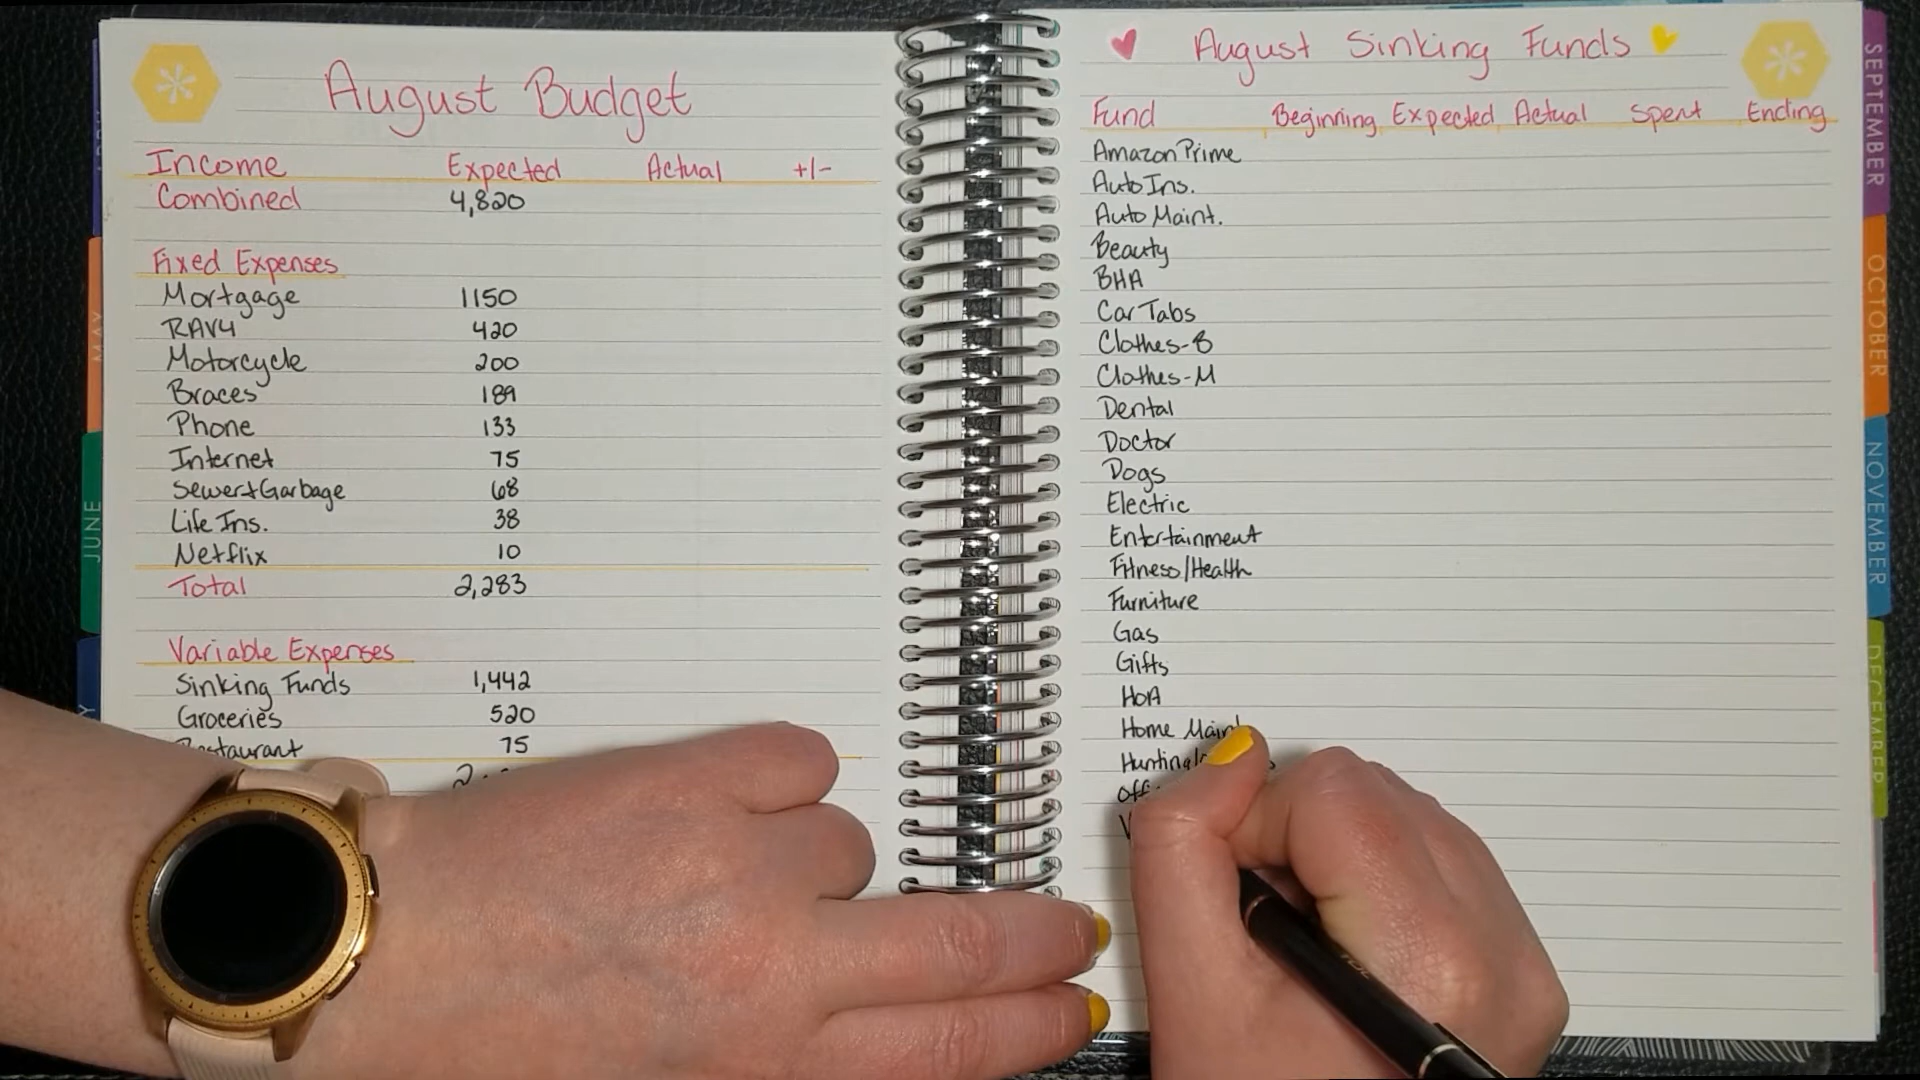 August Budget
Income Expected Actual +/-
Combined 4,820
Fixed Expenses
Mortgage 1150
RAV4 420
Motorcycle 200
Braces 189
Phone 133
Internet 75
Sewer+Garbage 68
Life Ins. 38
Netflix 10
Total 2,283
Variable Expenses
Sinking Funds 1,442
Groceries 520
Restaurant 75
August Sinking Funds
Fund Beginning Expected Actual Spent Ending
Amazon Prime
Auto Ins.
Auto Maint.
Beauty
BHA
Car Tabs
Clothes-B
Clothes-M
Dental
Doctor
Dogs
Electric
Entertainment
Fitness/Health
Furniture
Gas
Gifts
HOA
Home
MAY
JUNE
SEPTEMBER
OCTOBER
NOVEMBER
DECEMBER